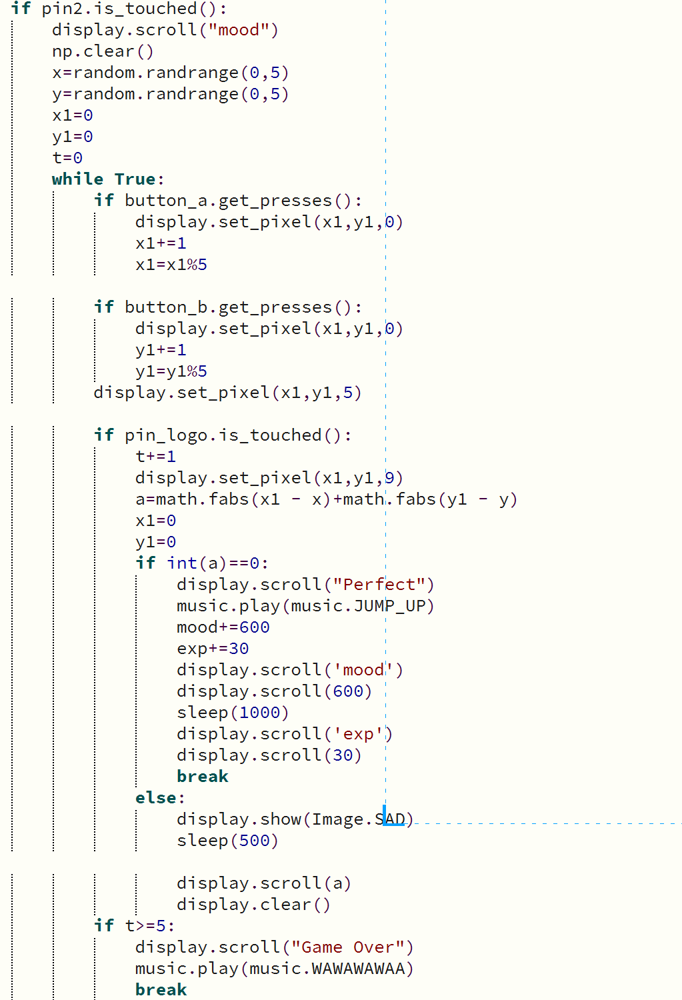 if pin2.is_touched():
    display.scroll("mood")
    np.clear()
    x=random.randrange(0,5)
    y=random.randrange(0,5)
    x1=0
    y1=0
    t=0
    while True:
        if button_a.get_presses():
            display.set_pixel(x1,y1,0)
            x1+=1
            x1=x1%5

        if button_b.get_presses():
            display.set_pixel(x1,y1,0)
            y1+=1
            y1=y1%5
        display.set_pixel(x1,y1,5)

        if pin_logo.is_touched():
            t+=1
            display.set_pixel(x1,y1,9)
            a=math.fabs(x1 - x)+math.fabs(y1 - y)
            x1=0
            y1=0
            if int(a)==0:
                display.scroll("Perfect")
                music.play(music.JUMP_UP)
                mood+=600
                exp+=30
                display.scroll('mood')
                display.scroll(600)
                sleep(1000)
                display.scroll('exp')
                display.scroll(30)
                break
            else:
                display.show(Image.SAD)
                sleep(500)

                display.scroll(a)
                display.clear()
        if t>=5:
            display.scroll("Game Over")
            music.play(music.WAWAWAWAA)
            break